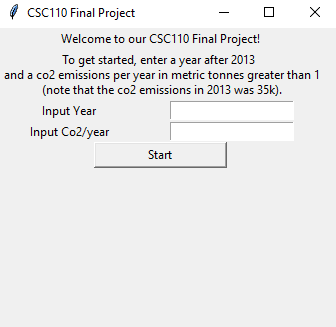 CSC110 Final Project
Welcome to our CSC110 Final Project!
To get started, enter a year after 2013
and a co2 emissions per year in metric tonnes greater than 1
(note that the co2 emissions in 2013 was 35k).
Input Year
Input Co2/year
Start